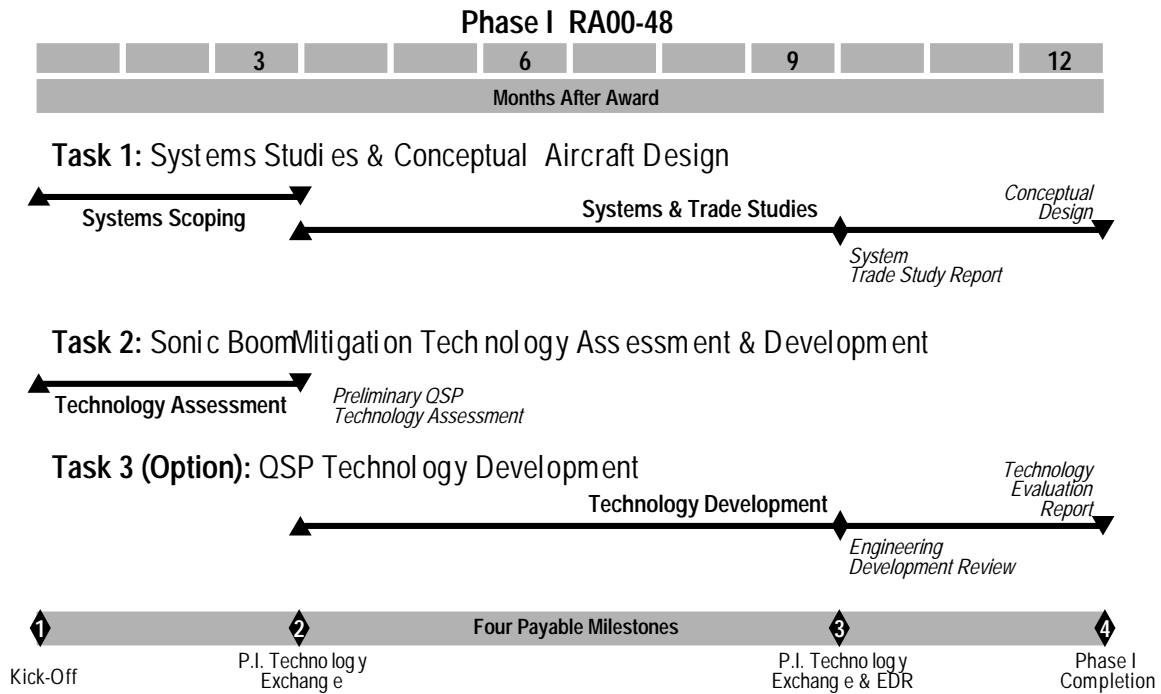 Phase I RA00-48
3 6 9 12
Months After Award
Task 1: Systems Studies & Conceptual Aircraft Design
Systems Scoping
Systems & Trade Studies
Conceptual
Design
System
Trade Study Report
Task 2: Sonic BoomMitigation Technology Assessment & Development
Technology Assessment
Preliminary QSP
Technology Assessment
Task 3 (Option): QSP Technology Development
Technology Development
Technology
Evaluation
Report
Engineering
Development Review
1 2 Four Payable Milestones 3 4
Kick-Off
P.I. Technology
Exchange
P.I. Technology
Exchange & EDR
Phase I
Completion